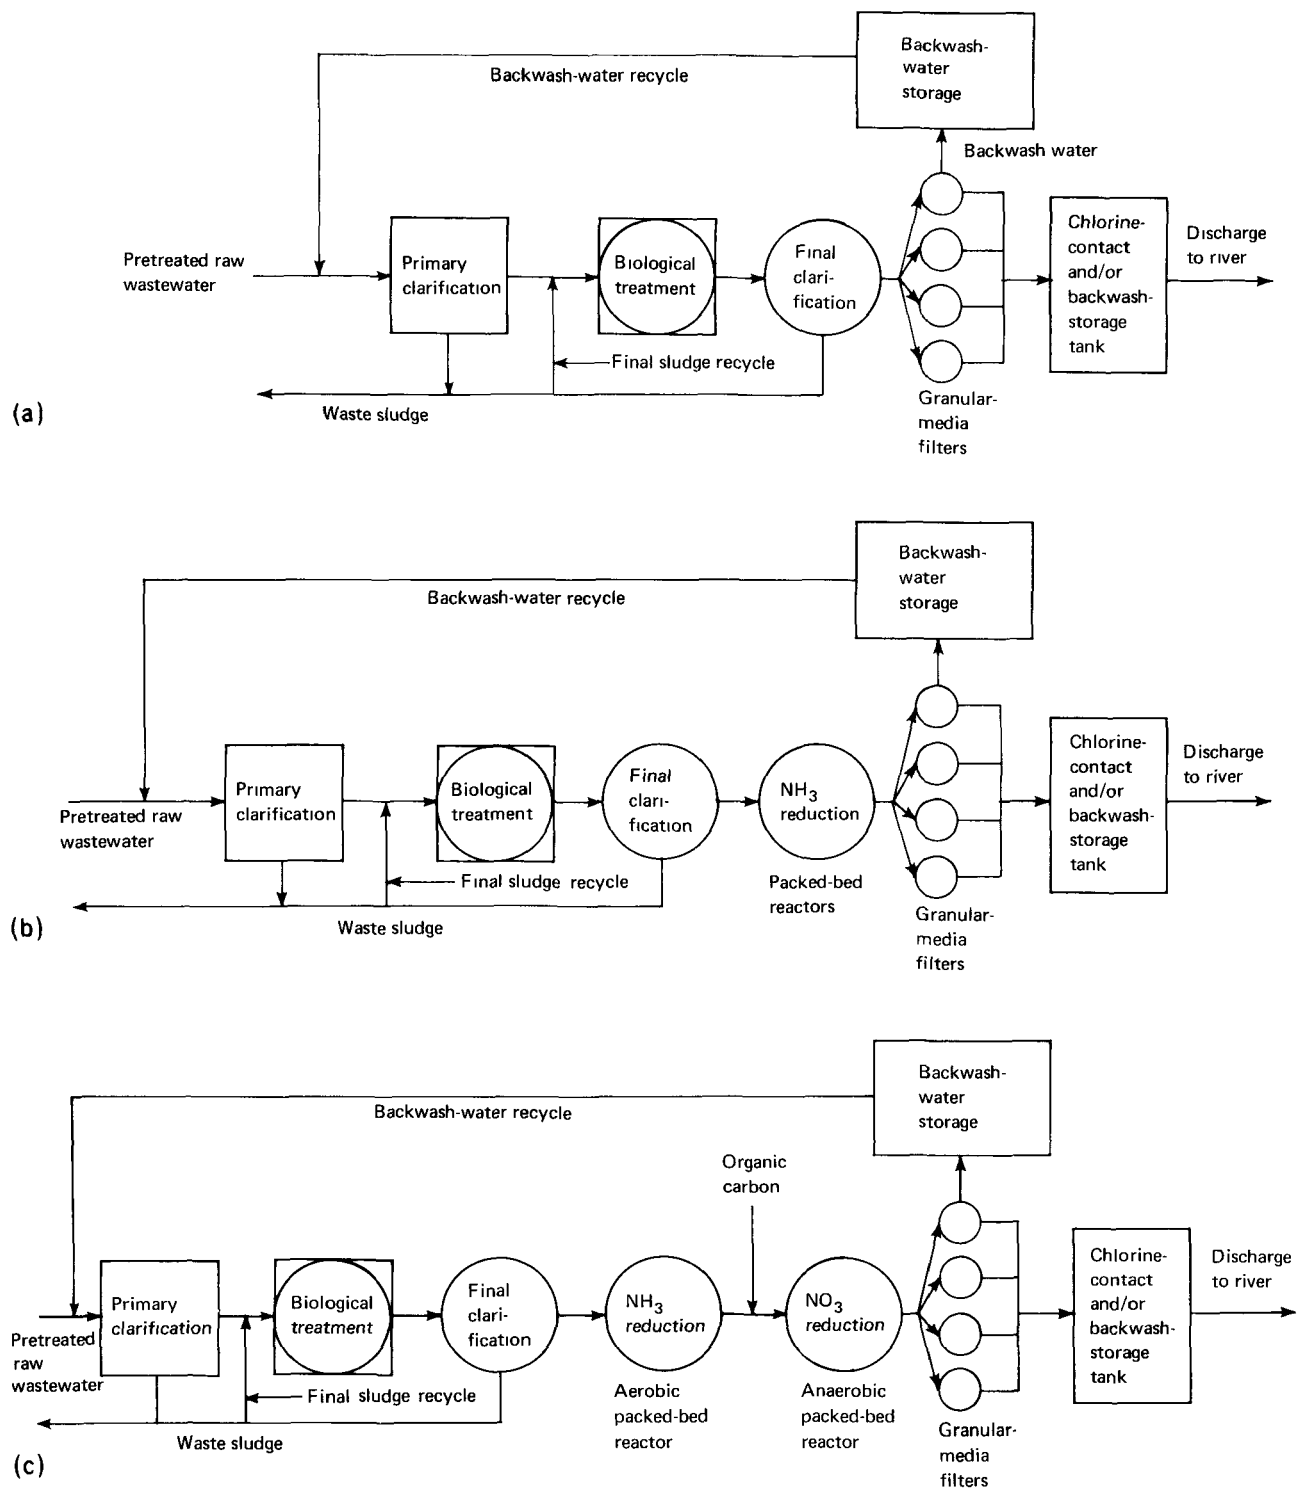 Backwash-
water
storage
Backwash-water recycle
Backwash water
Pretreated raw
wastewater
Primary
clarification
Biological
treatment
Final
clari-
fication
Chlorine-
contact
and/or
backwash-
storage
tank
Discharge
to river
Final sludge recycle
Waste sludge
Granular-
media
filters
(a)
Backwash-
water
storage
Backwash-water recycle
Pretreated raw
wastewater
Primary
clarification
Biological
treatment
Final
clari-
fication
NH3
reduction
Chlorine-
contact
and/or
backwash-
storage
tank
Discharge
to river
Final sludge recycle
Packed-bed
reactors
Waste sludge
Granular-
media
filters
(b)
Backwash-
water
storage
Backwash-water recycle
Organic
carbon
Pretreated
raw
wastewater
Primary
clarification
Biological
treatment
Final
clari-
fication
NH3
reduction
NO3
reduction
Chlorine-
contact
and/or
backwash-
storage
tank
Discharge
to river
Final sludge recycle
Aerobic
packed-bed
reactor
Anaerobic
packed-bed
reactor
Waste sludge
Granular-
media
filters
(c)